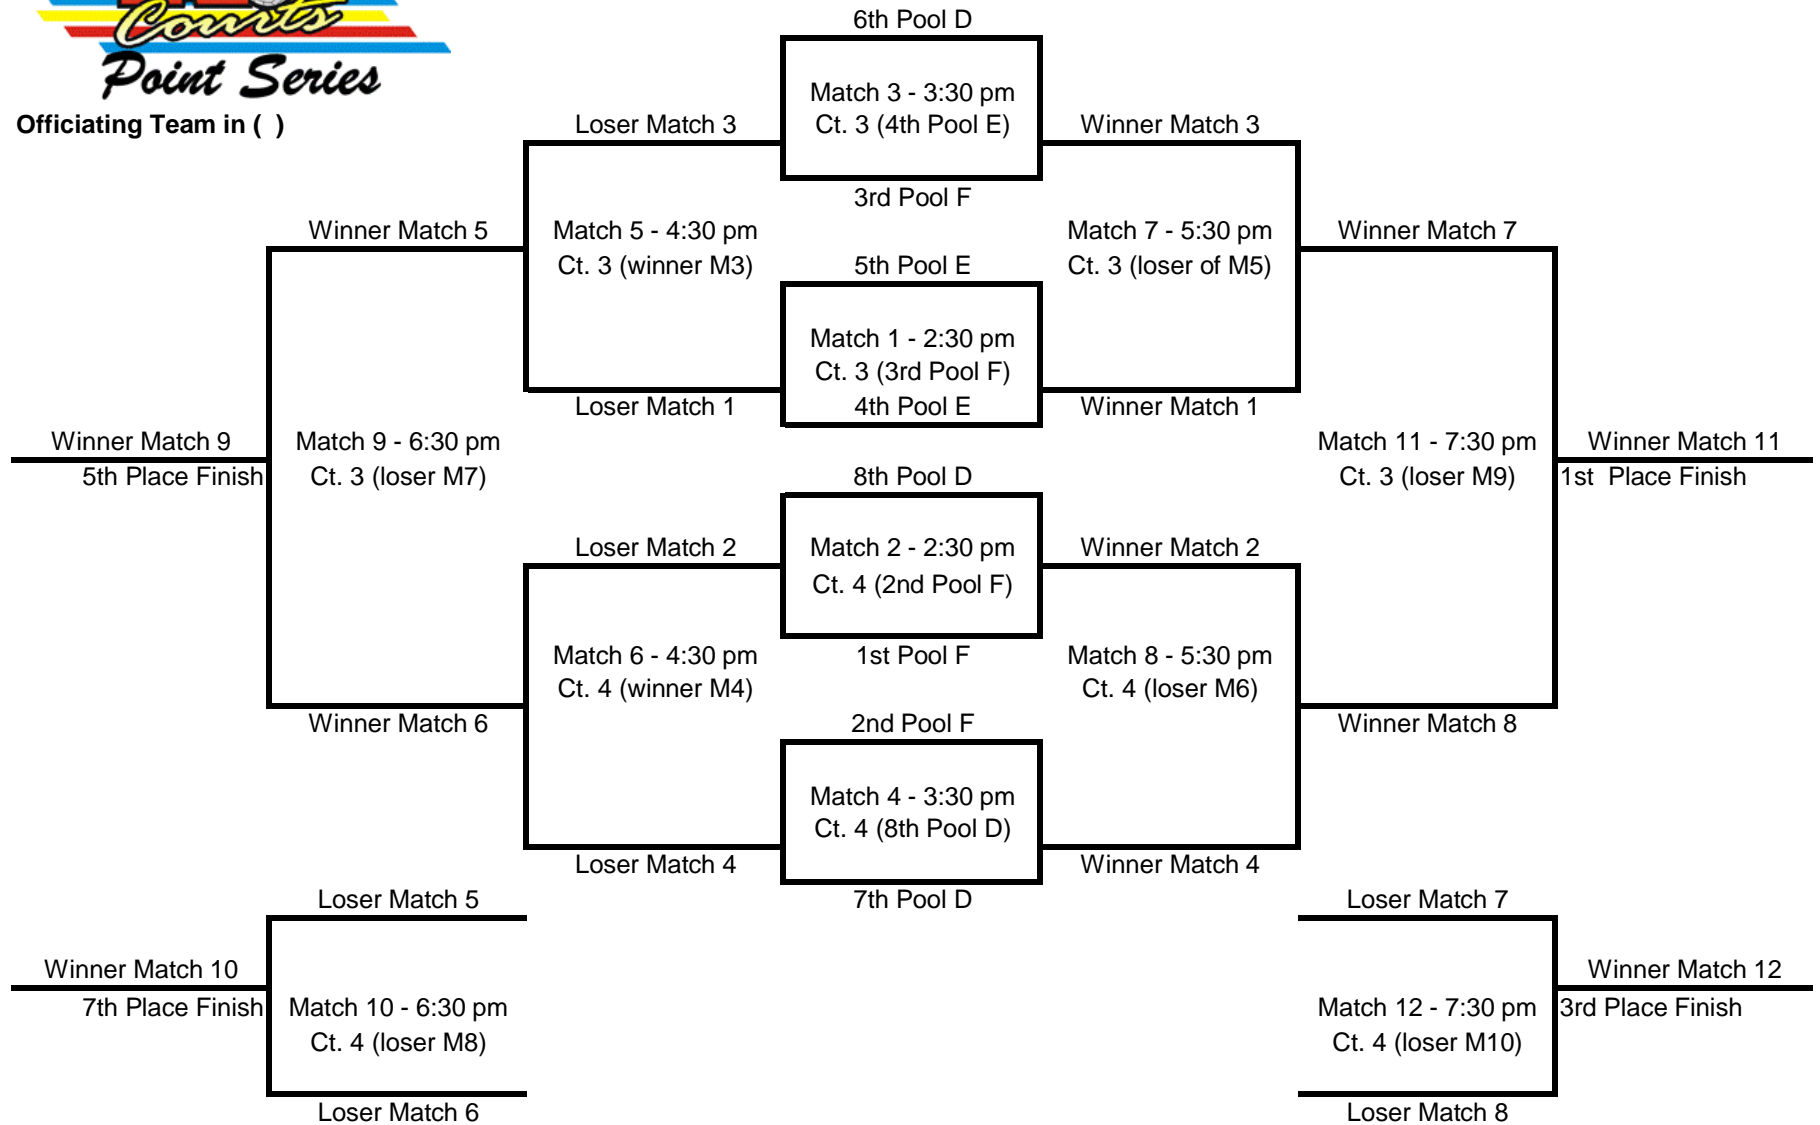 Courts
Point Series
Officiating Team in ( )
6th Pool D
Match 3 - 3:30 pm
Ct. 3 (4th Pool E)
3rd Pool F
Loser Match 3
Winner Match 3
Winner Match 5
Match 5 - 4:30 pm
Ct. 3 (winner M3)
Match 7 - 5:30 pm
Ct. 3 (loser of M5)
Winner Match 7
5th Pool E
Match 1 - 2:30 pm
Ct. 3 (3rd Pool F)
4th Pool E
Loser Match 1
Winner Match 1
Winner Match 9
5th Place Finish
Match 9 - 6:30 pm
Ct. 3 (loser M7)
Match 11 - 7:30 pm
Ct. 3 (loser M9)
Winner Match 11
1st  Place Finish
8th Pool D
Match 2 - 2:30 pm
Ct. 4 (2nd Pool F)
1st Pool F
Loser Match 2
Winner Match 2
Match 6 - 4:30 pm
Ct. 4 (winner M4)
Match 8 - 5:30 pm
Ct. 4 (loser M6)
Winner Match 6
Winner Match 8
2nd Pool F
Match 4 - 3:30 pm
Ct. 4 (8th Pool D)
7th Pool D
Loser Match 4
Winner Match 4
Loser Match 5
Winner Match 10
7th Place Finish
Match 10 - 6:30 pm
Ct. 4 (loser M8)
Loser Match 6
Loser Match 7
Match 12 - 7:30 pm
Ct. 4 (loser M10)
Winner Match 12
3rd Place Finish
Loser Match 8